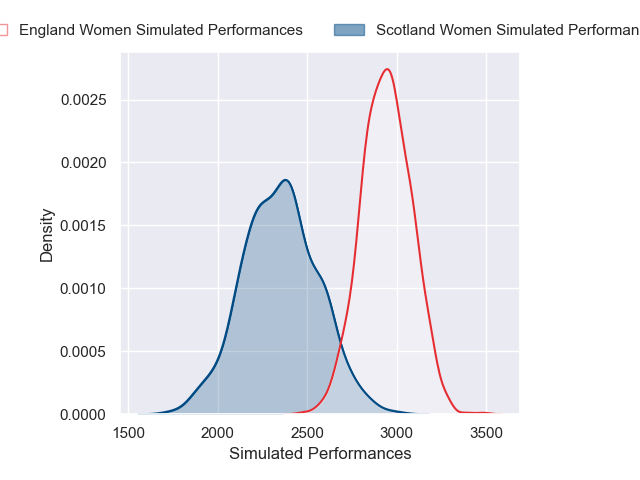 England Women Simulated Performances
Scotland Women Simulated Performan
0.0025
0.0020
0.0015
0.0010
0.0005
0.0000
Density
1500 2000 2500 3000 3500
Simulated Performances